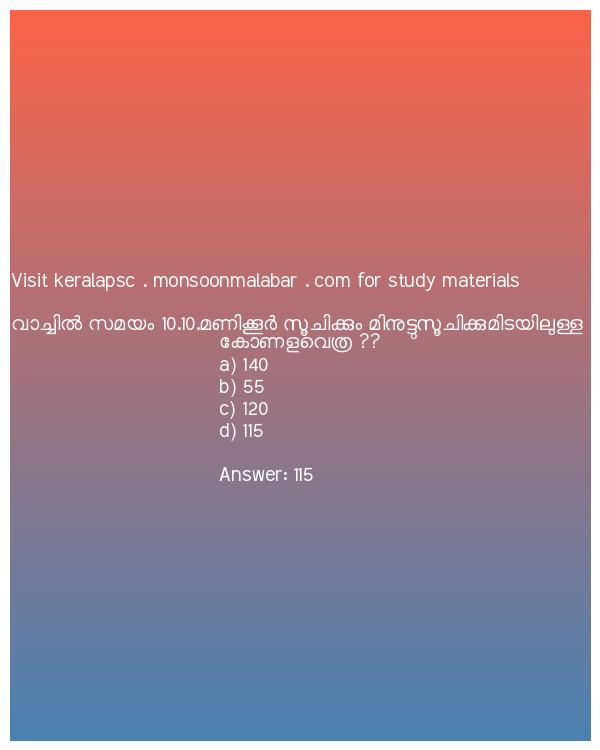 Visit keralapsc . monsoonmalabar . com for study materials
വാച്ചിൽ സമയം 10.10.മണിക്കൂർ സൂചിക്കും മിനുട്ടുസൂചിക്കുമിടയിലുള്ള
കോണളവെത്ര ??
a) 140
b) 55
c) 120
d) 115
Answer: 115